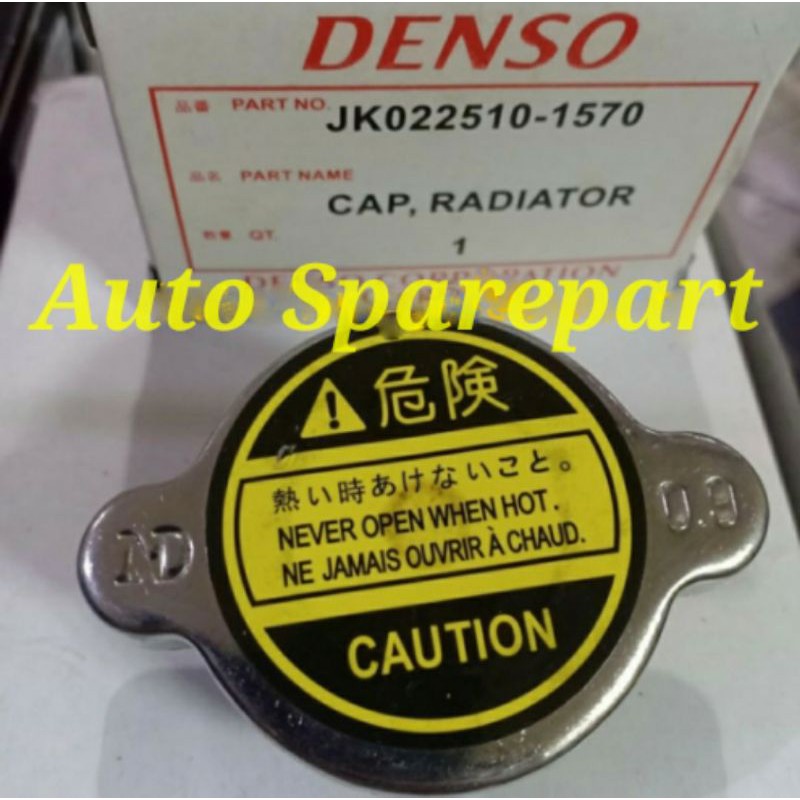 DENSO
品番 PART NO. JK022510-1570
品名 PART NAME
CAP, RADIATOR
数量 QT. 1
DENSO CORPORATION
Auto Sparepart
危険
熱い時あけないこと。
NEVER OPEN WHEN HOT.
NE JAMAIS OUVRIR À CHAUD.
CAUTION
ND
0.9